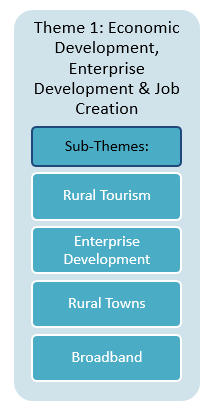 Theme 1: Economic
Development,
Enterprise
Development & Job
Creation
Sub-Themes:
Rural Tourism
Enterprise
Development
Rural Towns
Broadband